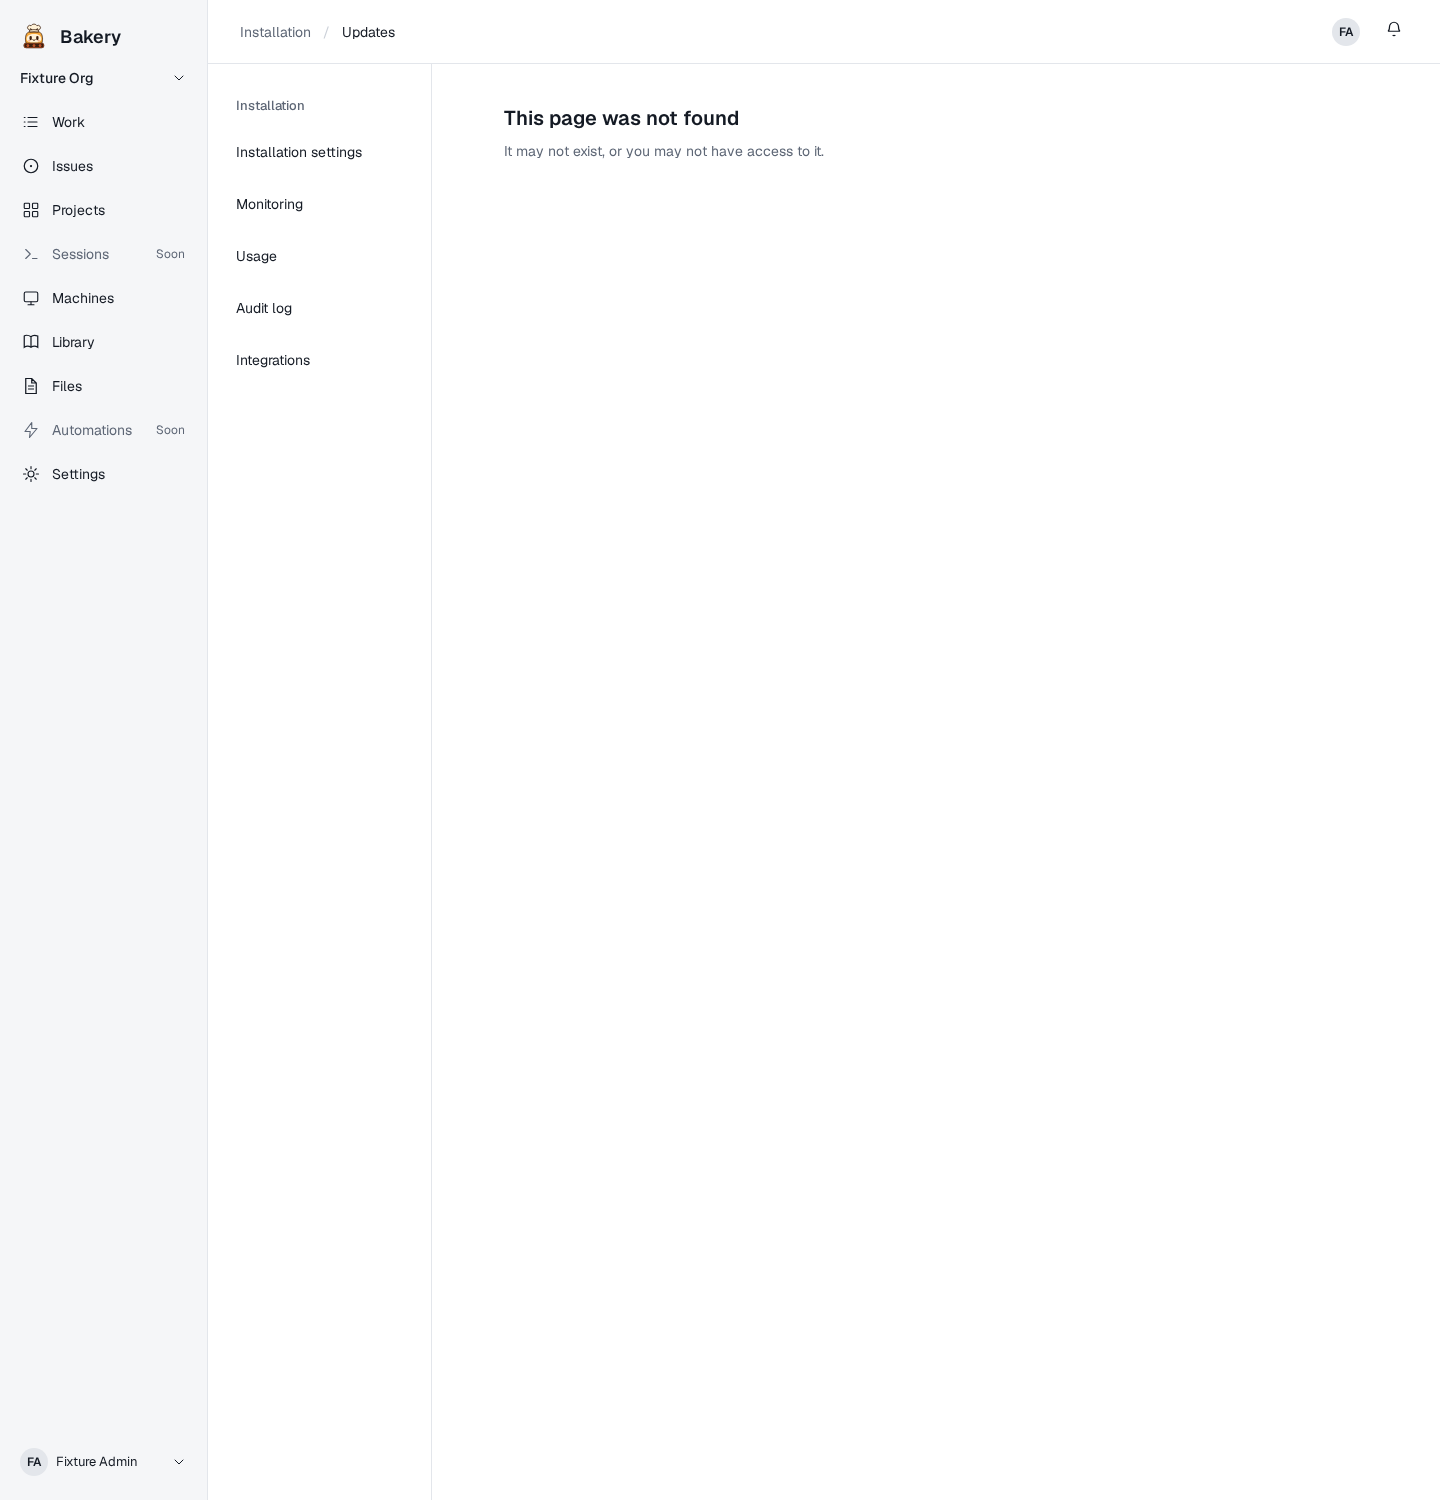 Bakery
Fixture Org
Work
Issues
Projects
Sessions Soon
Machines
Library
Files
Automations Soon
Settings
FA Fixture Admin
Installation / Updates
FA
Installation
Installation settings
Monitoring
Usage
Audit log
Integrations
This page was not found
It may not exist, or you may not have access to it.